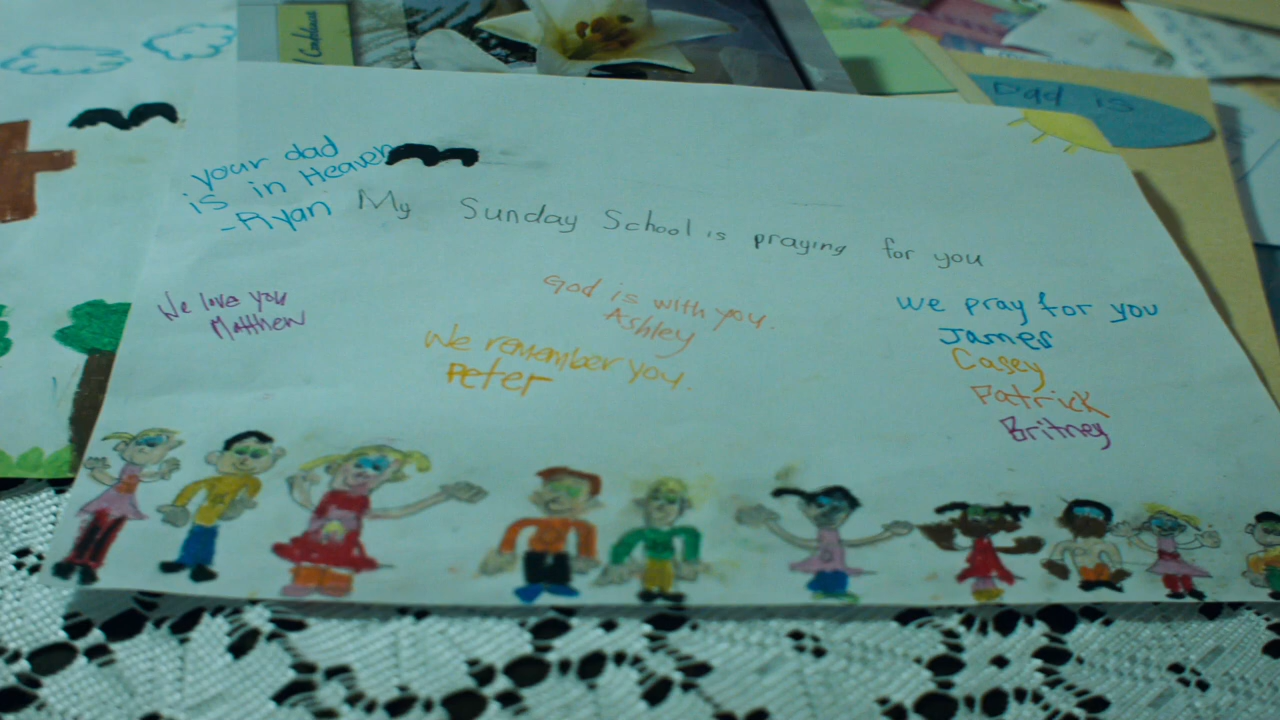 your dad
is in Heaven
-Ryan
My Sunday School is praying for you
We love you
Matthew
God is with you.
Ashley
We remember you.
Peter
we pray for you
James
Casey
Patrick
Britney
Dad is